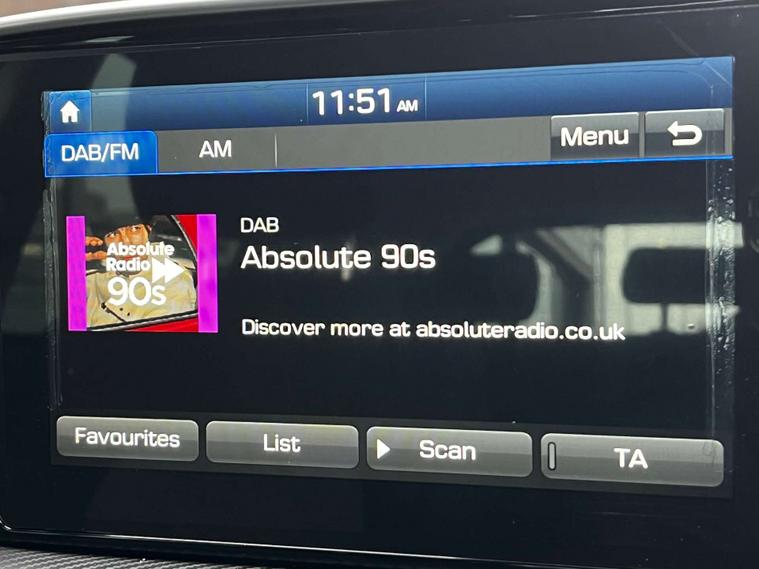 11:51 AM
DAB/FM
AM
Menu
DAB
Absolute 90s
Absolute
Radio
90s
Discover more at absoluteradio.co.uk
Favourites
List
Scan
TA